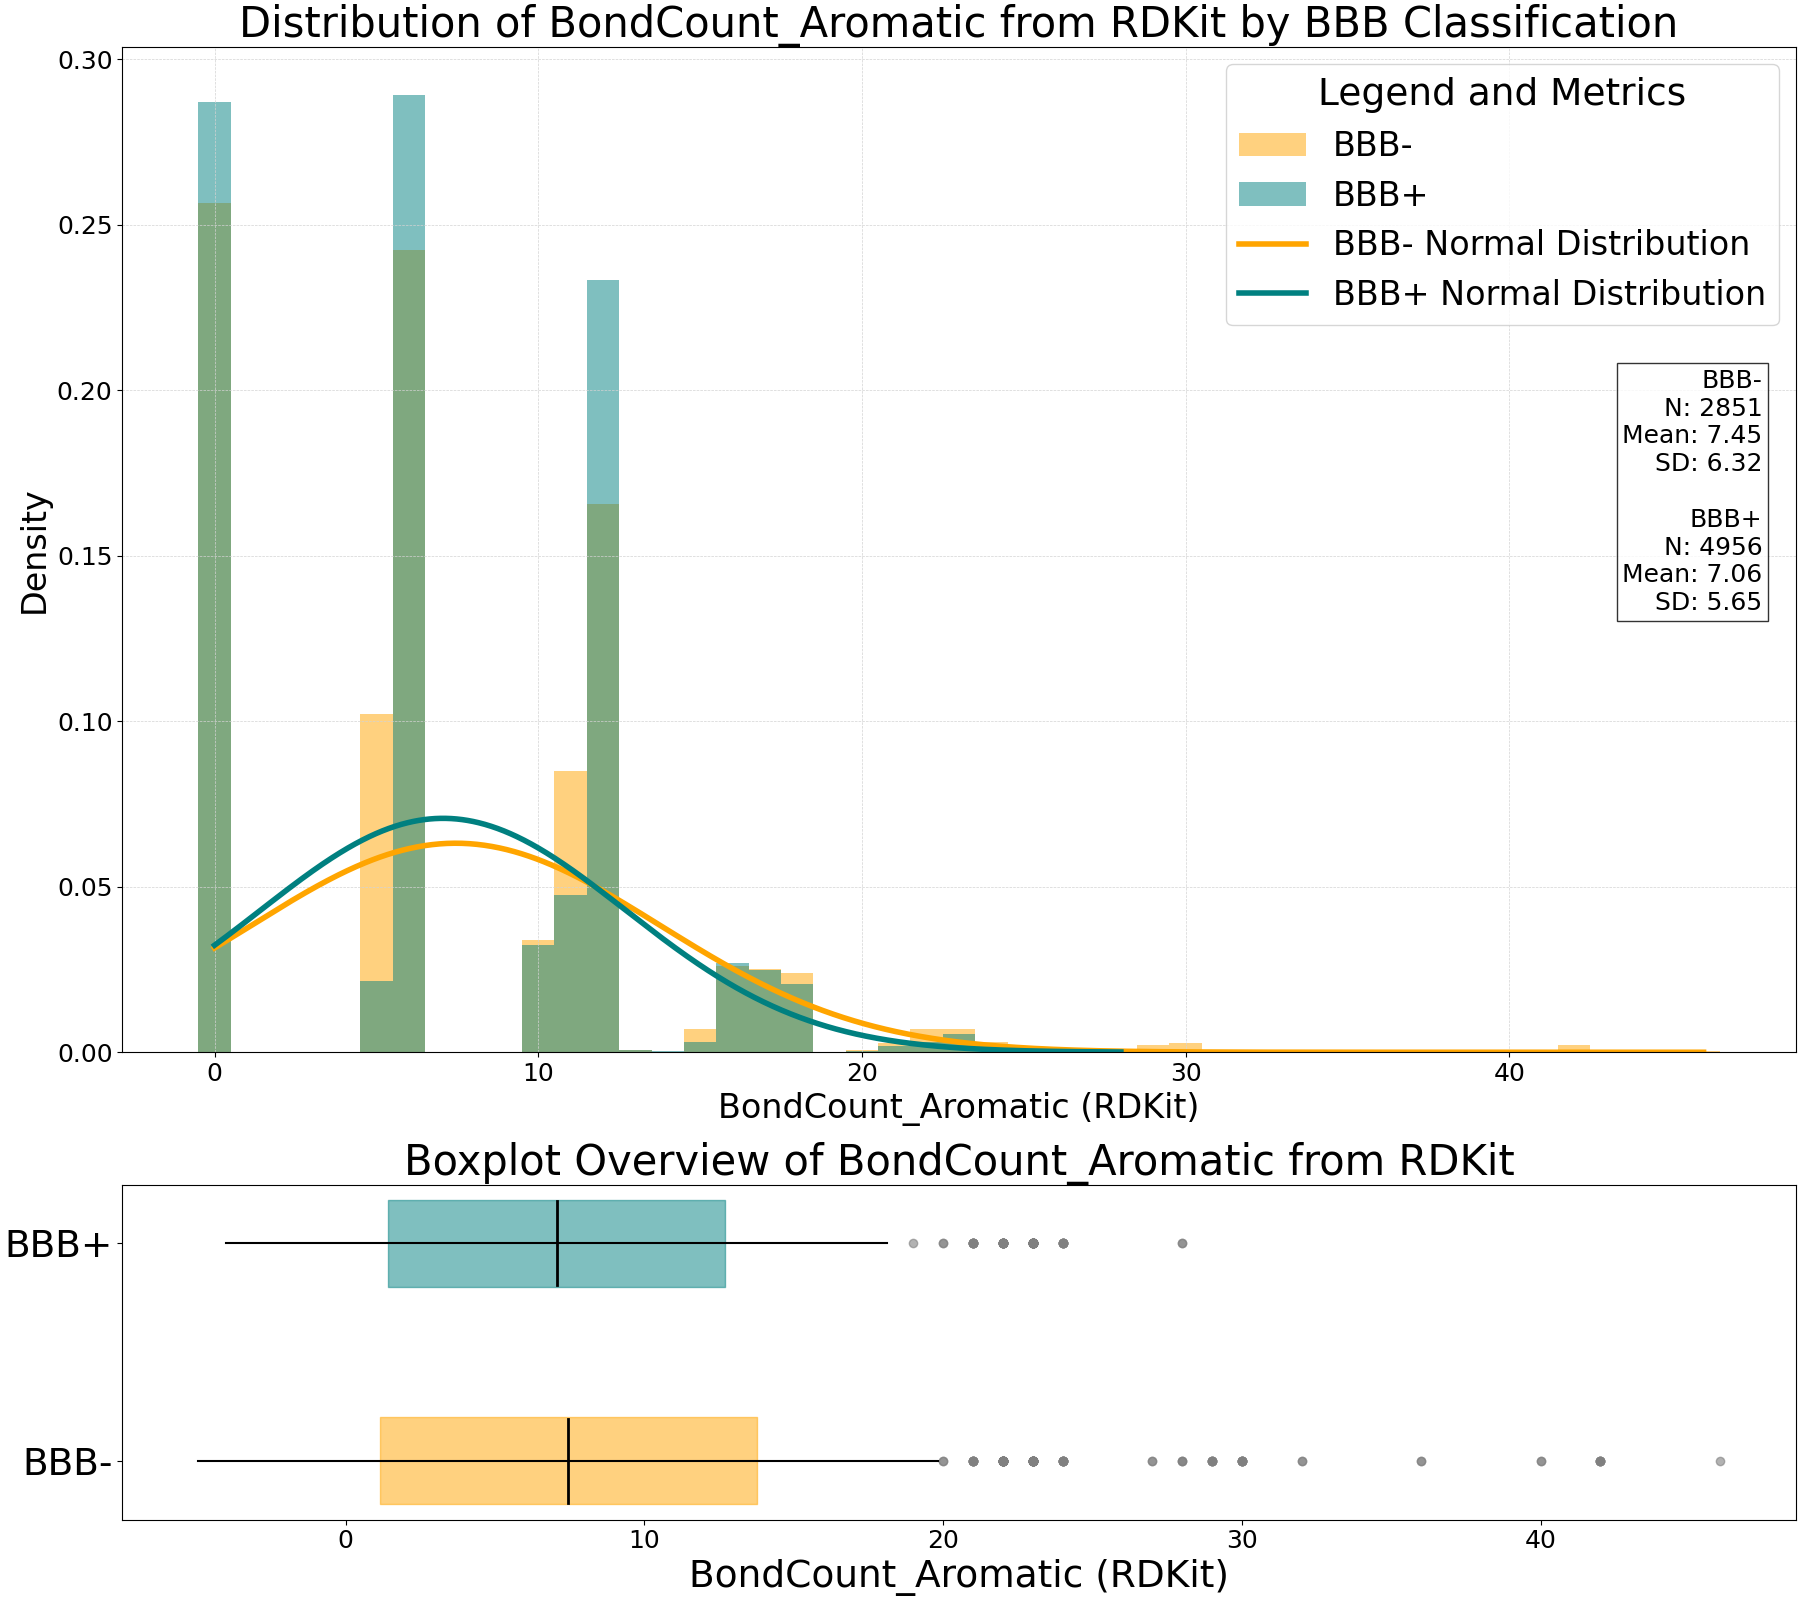 Distribution of BondCount_Aromatic from RDKit by BBB Classification
0.30
0.25
0.20
0.15
0.10
0.05
0.00
Density
Legend and Metrics
BBB-
BBB+
BBB- Normal Distribution
BBB+ Normal Distribution
BBB-
N: 2851
Mean: 7.45
SD: 6.32
BBB+
N: 4956
Mean: 7.06
SD: 5.65
0 10 20 30 40
BondCount_Aromatic (RDKit)
Boxplot Overview of BondCount_Aromatic from RDKit
BBB+
BBB-
0 10 20 30 40
BondCount_Aromatic (RDKit)